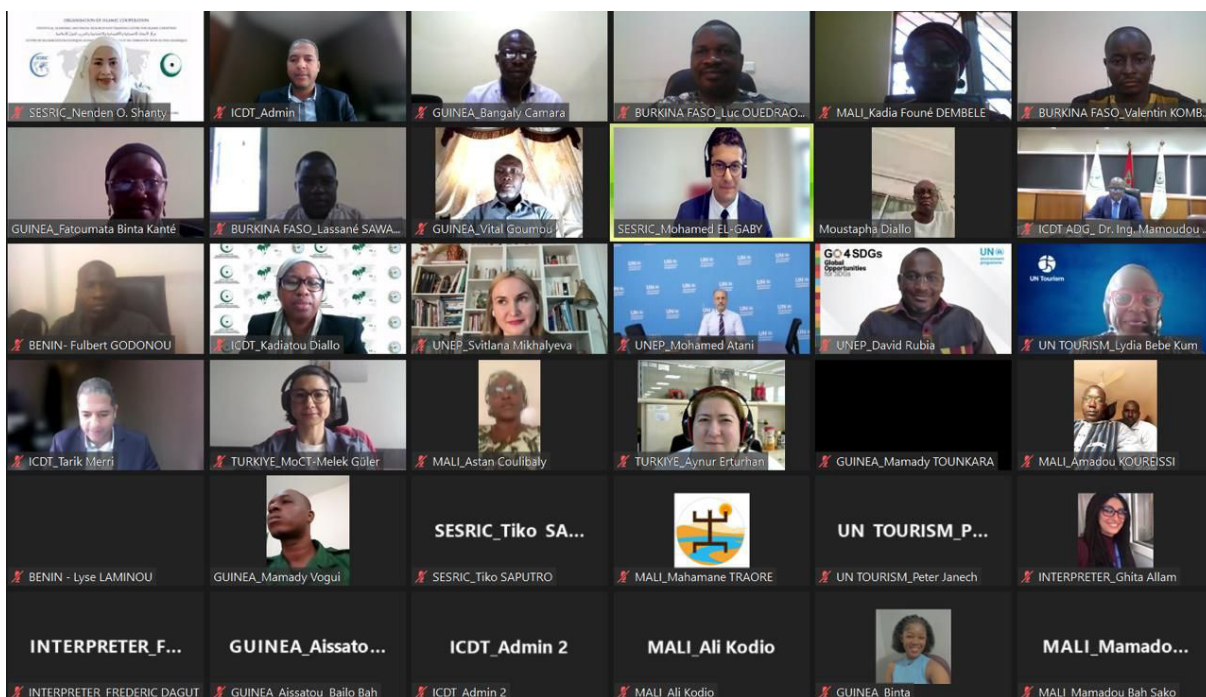 ORGANISATION OF ISLAMIC COOPERATION
SESRIC_Nenden O. Shanty
ICDT_Admin
GUINEA_Bangaly Camara
BURKINA FASO_Luc OUEDRAO...
MALI_Kadia Founé DEMBELE
BURKINA FASO_Valentin KOMB...
GUINEA_Fatoumata Binta Kanté
BURKINA FASO_Lassané SAWA...
GUINEA_Vital Goumou
SESRIC_Mohamed EL-GABY
Moustapha Diallo
ICDT ADG_ Dr. Ing. Mamoudou ...
GO4SDGs
Global
Opportunities
for SDGs
UN
environment
programme
UN Tourism
BENIN- Fulbert GODONOU
ICDT_Kadiatou Diallo
UNEP_Svitlana Mikhalyeva
UNEP_Mohamed Atani
UNEP_David Rubia
UN TOURISM_Lydia Bebe Kum
ICDT_Tarik Merri
TURKIYE_MoCT-Melek Güler
MALI_Astan Coulibaly
TURKIYE_Aynur Erturhan
GUINEA_Mamady TOUNKARA
MALI_Amadou KOUREISSI
SESRIC_Tiko SA...
UN TOURISM_P...
BENIN - Lyse LAMINOU
GUINEA_Mamady Vogui
SESRIC_Tiko SAPUTRO
MALI_Mahamane TRAORE
UN TOURISM_Peter Janech
INTERPRETER_Ghita Allam
INTERPRETER_F...
GUINEA_Aissato...
ICDT_Admin 2
MALI_Ali Kodio
MALI_Mamado...
INTERPRETER_FREDERIC DAGUT
GUINEA_Aissatou_Bailo Bah
ICDT_Admin 2
MALI_Ali Kodio
GUINEA_Binta
MALI_Mamadou Bah Sako